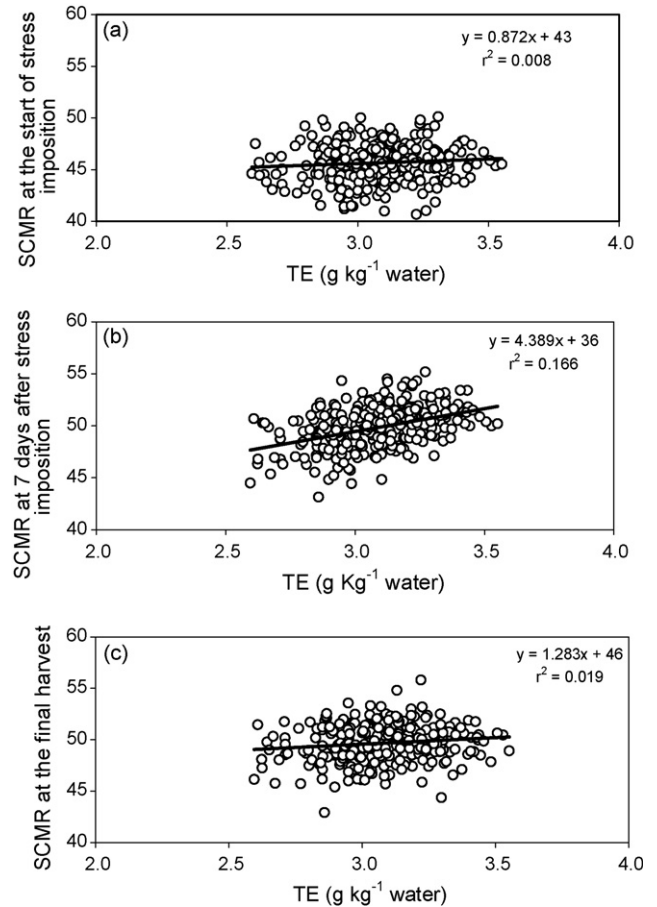 (a)
y = 0.872x + 43
r² = 0.008
SCMR at the start of stress
imposition
60
55
50
45
40
2.0 2.5 3.0 3.5 4.0
TE (g kg⁻¹ water)
(b)
y = 4.389x + 36
r² = 0.166
SCMR at 7 days after stress
imposition
60
55
50
45
40
2.0 2.5 3.0 3.5 4.0
TE (g Kg⁻¹ water)
(c)
y = 1.283x + 46
r² = 0.019
SCMR at the final harvest
60
55
50
45
40
2.0 2.5 3.0 3.5 4.0
TE (g kg⁻¹ water)